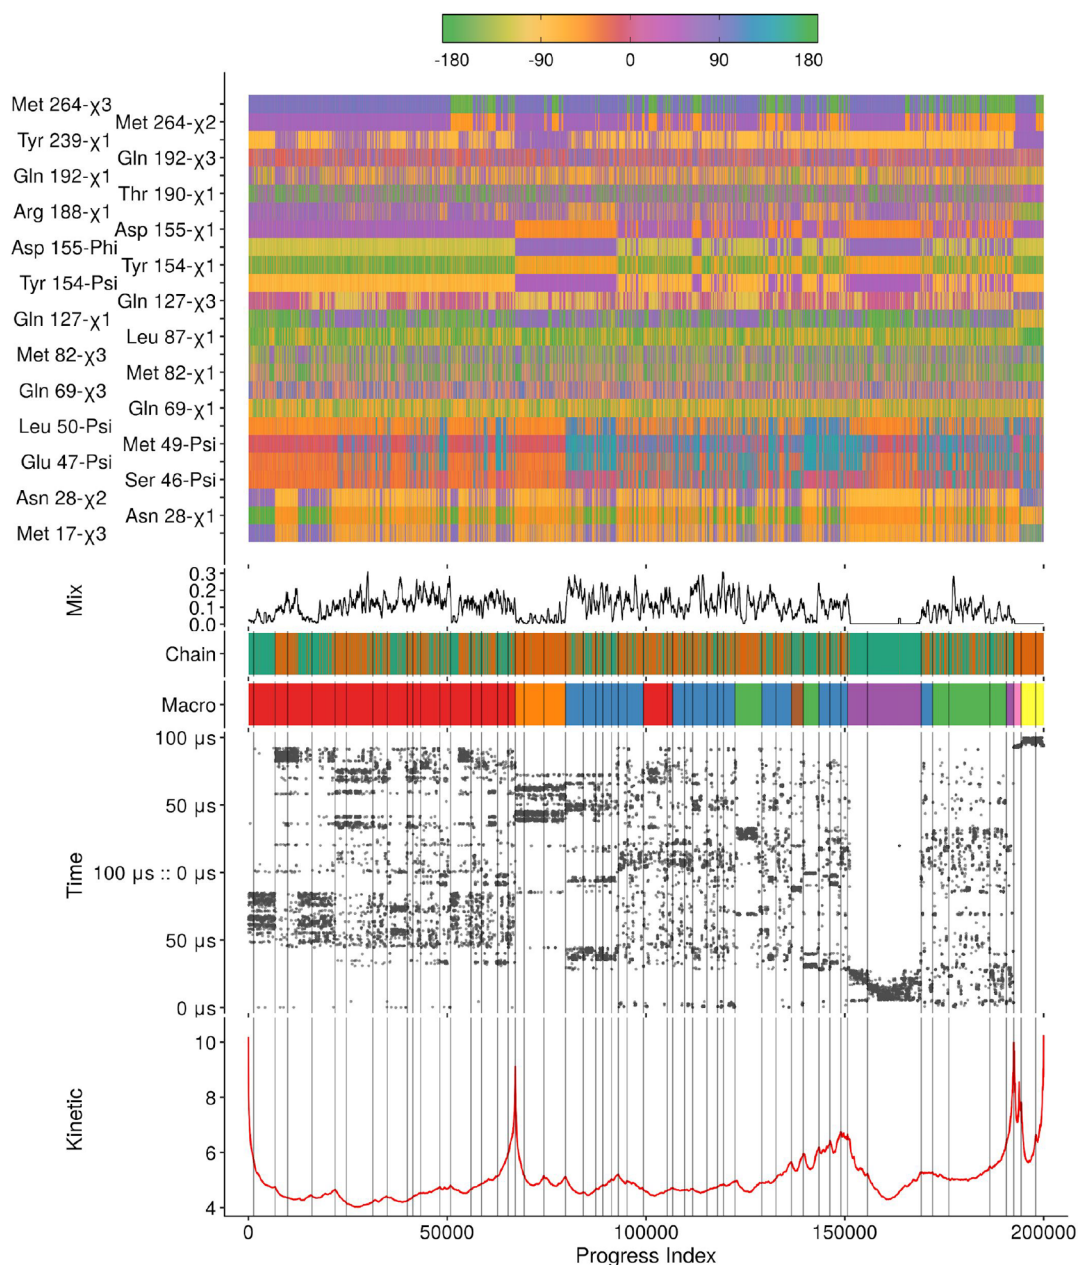 -180 -90 0 90 180
Met 264-χ3
Met 264-χ2
Tyr 239-χ1
Gln 192-χ3
Gln 192-χ1
Thr 190-χ1
Arg 188-χ1
Asp 155-χ1
Asp 155-Phi
Tyr 154-χ1
Tyr 154-Psi
Gln 127-χ3
Gln 127-χ1
Leu 87-χ1
Met 82-χ3
Met 82-χ1
Gln 69-χ3
Gln 69-χ1
Leu 50-Psi
Met 49-Psi
Glu 47-Psi
Ser 46-Psi
Asn 28-χ2
Asn 28-χ1
Met 17-χ3
Mix
0.3
0.2
0.1
0.0
Chain
Macro
Time
100 µs
50 µs
100 µs :: 0 µs
50 µs
0 µs
Kinetic
10
8
6
4
0 50000 100000 150000 200000
Progress Index